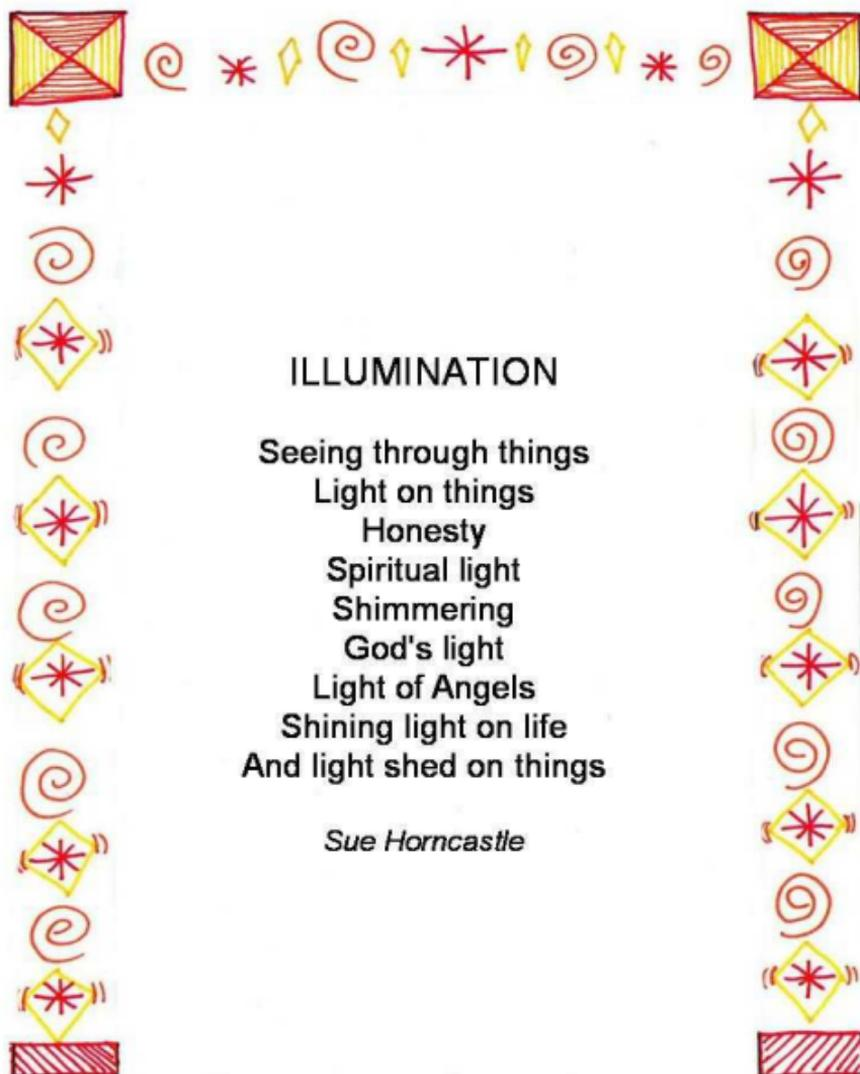 ILLUMINATION
Seeing through things
Light on things
Honesty
Spiritual light
Shimmering
God's light
Light of Angels
Shining light on life
And light shed on things
Sue Horncastle